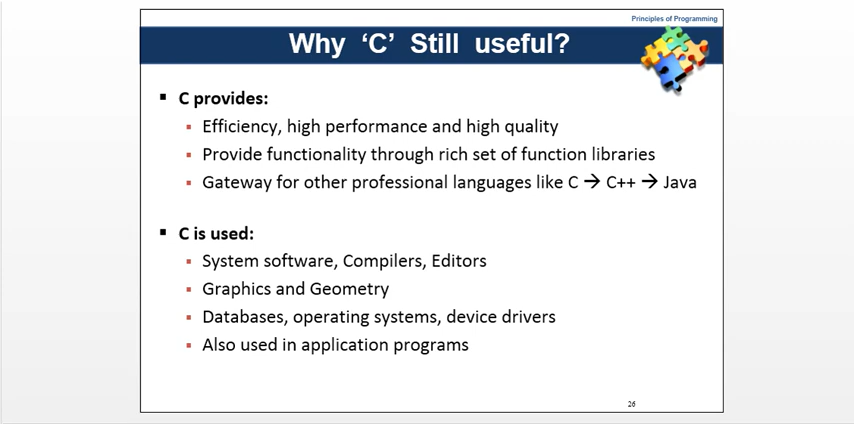 Principles of Programming
Why 'C' Still useful?
▪ C provides:
▪ Efficiency, high performance and high quality
▪ Provide functionality through rich set of function libraries
▪ Gateway for other professional languages like C → C++ → Java
▪ C is used:
▪ System software, Compilers, Editors
▪ Graphics and Geometry
▪ Databases, operating systems, device drivers
▪ Also used in application programs
26